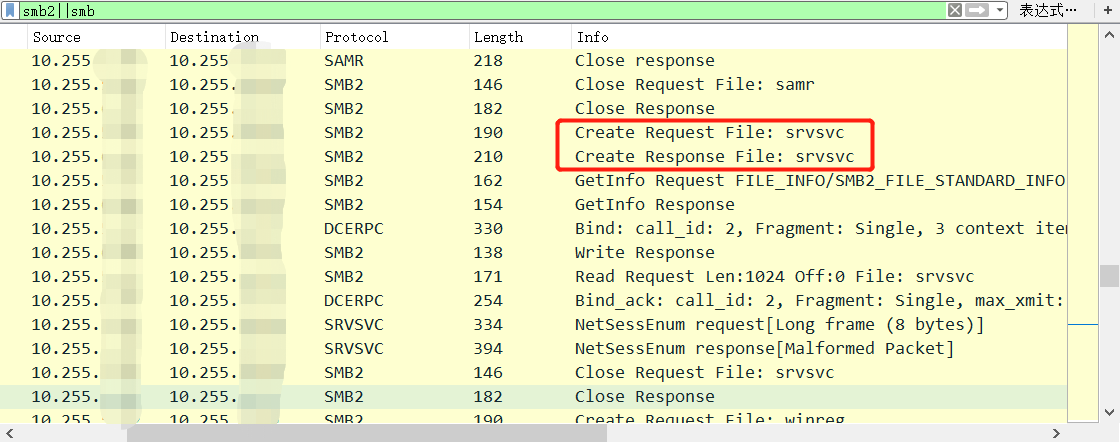 smb2||smb 表达式… +
Source Destination Protocol Length Info
10.255 10.255 SAMR 218 Close response
10.255. 10.255. SMB2 146 Close Request File: samr
10.255. 10.255. SMB2 182 Close Response
10.255. 10.255. SMB2 190 Create Request File: srvsvc
10.255. 10.255. SMB2 210 Create Response File: srvsvc
10.255. 10.255. SMB2 162 GetInfo Request FILE_INFO/SMB2_FILE_STANDARD_INFO
10.255. 10.255. SMB2 154 GetInfo Response
10.255. 10.255. DCERPC 330 Bind: call_id: 2, Fragment: Single, 3 context iter
10.255. 10.255. SMB2 138 Write Response
10.255. 10.255. SMB2 171 Read Request Len:1024 Off:0 File: srvsvc
10.255. 10.255. DCERPC 254 Bind_ack: call_id: 2, Fragment: Single, max_xmit:
10.255. 10.255. SRVSVC 334 NetSessEnum request[Long frame (8 bytes)]
10.255. 10.255. SRVSVC 394 NetSessEnum response[Malformed Packet]
10.255. 10.255. SMB2 146 Close Request File: srvsvc
10.255. 10.255. SMB2 182 Close Response
10.255. 10.255. SMB2 190 Create Request File: winreg